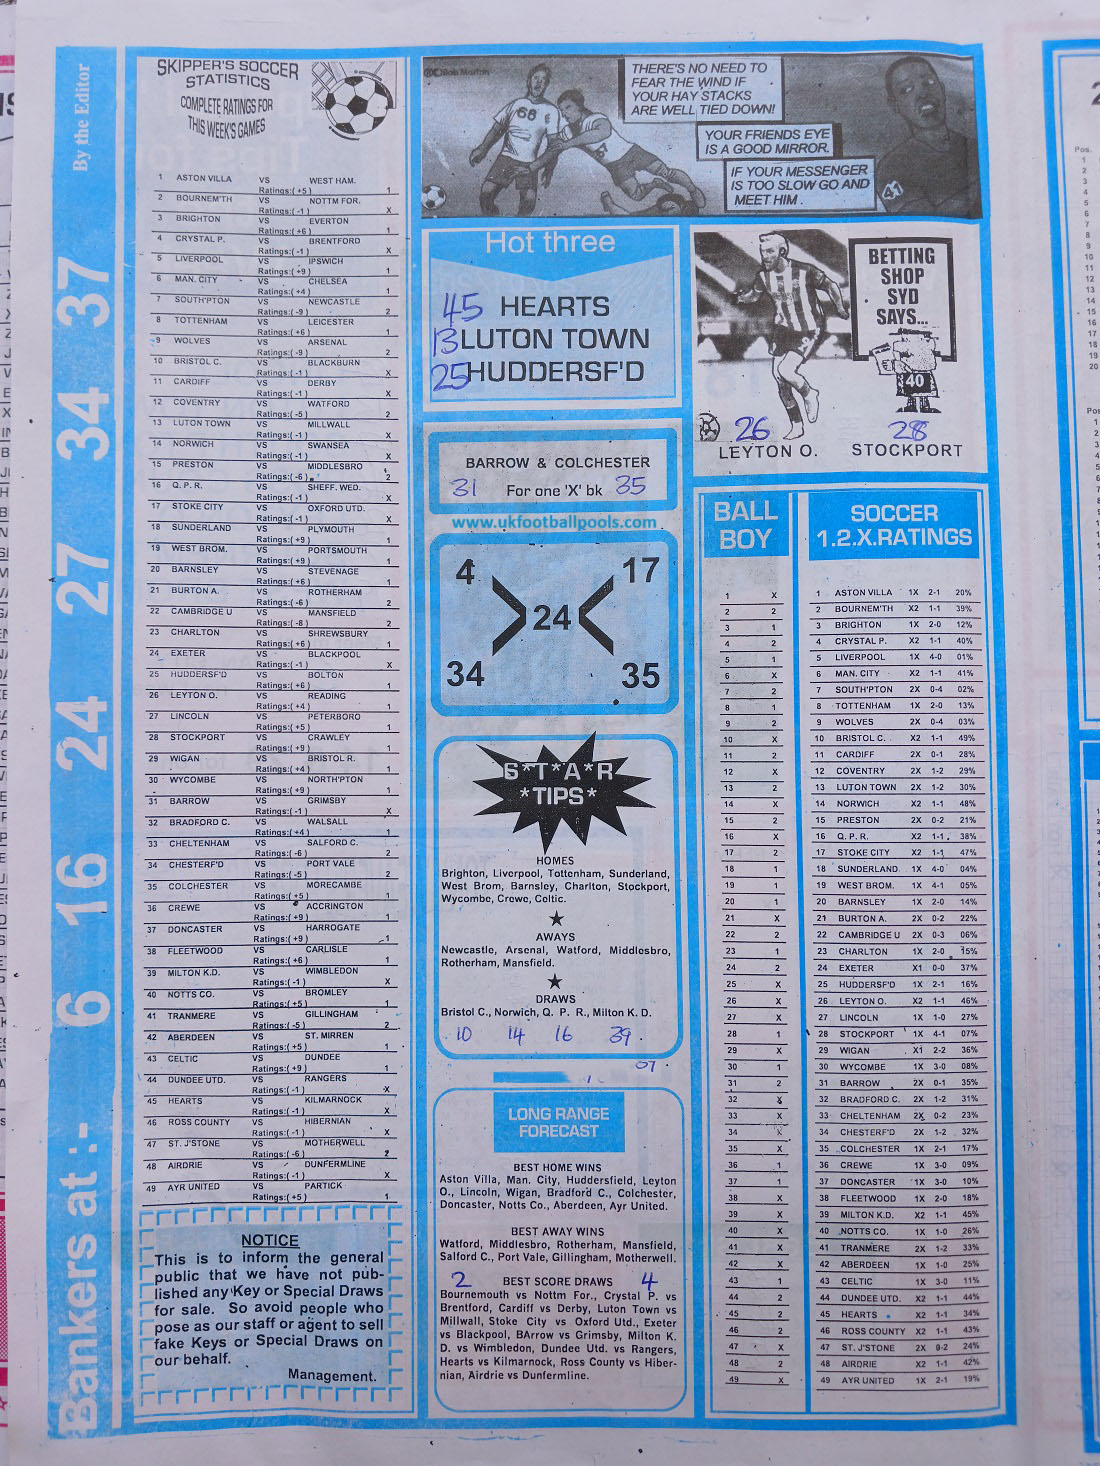 Bankers at :- 6 16 24 27 34 37
By the Editor
SKIPPER'S SOCCER
STATISTICS
COMPLETE RATINGS FOR
THIS WEEK'S GAMES
1 ASTON VILLA VS WEST HAM.
Ratings:( +5 ) 1
2 BOURNEM'TH VS NOTTM FOR.
Ratings:( -1 ) X
3 BRIGHTON VS EVERTON
Ratings:( +6 ) 1
4 CRYSTAL P. VS BRENTFORD
Ratings:( -1 ) X
5 LIVERPOOL VS IPSWICH
Ratings:( +9 ) 1
6 MAN. CITY VS CHELSEA
Ratings:( +4 ) 1
7 SOUTH'PTON VS NEWCASTLE
Ratings:( -9 ) 2
8 TOTTENHAM VS LEICESTER
Ratings:( +6 ) 1
9 WOLVES VS ARSENAL
Ratings:( -9 ) 2
10 BRISTOL C. VS BLACKBURN
Ratings:( -1 ) X
11 CARDIFF VS DERBY
Ratings:( -1 ) X
12 COVENTRY VS WATFORD
Ratings:( -5 ) 2
13 LUTON TOWN VS MILLWALL
Ratings:( -1 ) X
14 NORWICH VS SWANSEA
Ratings:( -1 ) X
15 PRESTON VS MIDDLESBRO
Ratings:( -6 ) 2
16 Q. P. R. VS SHEFF. WED.
Ratings:( -1 ) X
17 STOKE CITY VS OXFORD UTD.
Ratings:( -1 ) X
18 SUNDERLAND VS PLYMOUTH
Ratings:( +9 ) 1
19 WEST BROM. VS PORTSMOUTH
Ratings:( +9 ) 1
20 BARNSLEY VS STEVENAGE
Ratings:( +6 ) 1
21 BURTON A. VS ROTHERHAM
Ratings:( -6 ) 2
22 CAMBRIDGE U VS MANSFIELD
Ratings:( -8 ) 2
23 CHARLTON VS SHREWSBURY
Ratings:( +6 ) 1
24 EXETER VS BLACKPOOL
Ratings:( -1 ) X
25 HUDDERSF'D VS BOLTON
Ratings:( +6 ) 1
26 LEYTON O. VS READING
Ratings:( +4 ) 1
27 LINCOLN VS PETERBORO
Ratings:( +5 ) 1
28 STOCKPORT VS CRAWLEY
Ratings:( +9 ) 1
29 WIGAN VS BRISTOL R.
Ratings:( +4 ) 1
30 WYCOMBE VS NORTH'PTON
Ratings:( +9 ) 1
31 BARROW VS GRIMSBY
Ratings:( -1 ) X
32 BRADFORD C. VS WALSALL
Ratings:( +4 ) 1
33 CHELTENHAM VS SALFORD C.
Ratings:( -6 ) 2
34 CHESTERF'D VS PORT VALE
Ratings:( -5 ) 2
35 COLCHESTER VS MORECAMBE
Ratings:( +5 ) 1
36 CREWE VS ACCRINGTON
Ratings:( +9 ) 1
37 DONCASTER VS HARROGATE
Ratings:( +9 ) 1
38 FLEETWOOD VS CARLISLE
Ratings:( +6 ) 1
39 MILTON K.D. VS WIMBLEDON
Ratings:( -1 ) X
40 NOTTS CO. VS BROMLEY
Ratings:( +5 ) 1
41 TRANMERE VS GILLINGHAM
Ratings:( -5 ) 2
42 ABERDEEN VS ST. MIRREN
Ratings:( +5 ) 1
43 CELTIC VS DUNDEE
Ratings:( +9 ) 1
44 DUNDEE UTD. VS RANGERS
Ratings:( -1 ) X
45 HEARTS VS KILMARNOCK
Ratings:( -1 ) X
46 ROSS COUNTY VS HIBERNIAN
Ratings:( -1 ) X
47 ST. J'STONE VS MOTHERWELL
Ratings:( -6 ) 2
48 AIRDRIE VS DUNFERMLINE
Ratings:( -1 ) X
49 AYR UNITED VS PARTICK
Ratings:( +5 ) 1
NOTICE
This is to inform the general
public that we have not pub-
lished any Key or Special Draws
for sale. So avoid people who
pose as our staff or agent to sell
fake Keys or Special Draws on
our behalf.
Management.
©Bob Morton
68
THERE'S NO NEED TO
FEAR THE WIND IF
YOUR HAY STACKS
ARE WELL TIED DOWN!
YOUR FRIENDS EYE
IS A GOOD MIRROR.
IF YOUR MESSENGER
IS TOO SLOW GO AND
MEET HIM .
Hot three
45 HEARTS
13 LUTON TOWN
25 HUDDERSF'D
BARROW & COLCHESTER
31 For one 'X' bk 35
www.ukfootballpools.com
4 17
24
34 35
S*T*A*R
*TIPS*
HOMES
Brighton, Liverpool, Tottenham, Sunderland,
West Brom, Barnsley, Charlton, Stockport,
Wycombe, Crewe, Celtic.
AWAYS
Newcastle, Arsenal, Watford, Middlesbro,
Rotherham, Mansfield.
DRAWS
Bristol C., Norwich, Q. P. R., Milton K. D.
10 14 16 39
07
LONG RANGE
FORECAST
BEST HOME WINS
Aston Villa, Man. City, Huddersfield, Leyton
O., Lincoln, Wigan, Bradford C., Colchester,
Doncaster, Notts Co., Aberdeen, Ayr United.
BEST AWAY WINS
Watford, Middlesbro, Rotherham, Mansfield,
Salford C., Port Vale, Gillingham, Motherwell.
2 BEST SCORE DRAWS 4
Bournemouth vs Nottm For., Crystal P. vs
Brentford, Cardiff vs Derby, Luton Town vs
Millwall, Stoke City vs Oxford Utd., Exeter
vs Blackpool, BArrow vs Grimsby, Milton K.
D. vs Wimbledon, Dundee Utd. vs Rangers,
Hearts vs Kilmarnock, Ross County vs Hiber-
nian, Airdrie vs Dunfermline.
BETTING
SHOP
SYD
SAYS...
40
26 28
LEYTON O. STOCKPORT
BALL
BOY
1 X
2 2
3 1
4 2
5 1
6 X
7 2
8 1
9 2
10 X
11 2
12 X
13 2
14 X
15 2
16 X
17 2
18 1
19 1
20 1
21 X
22 2
23 1
24 2
25 X
26 X
27 X
28 1
29 X
30 1
31 2
32 X
33 X
34 X
35 X
36 1
37 1
38 X
39 X
40 X
41 X
42 X
43 1
44 2
45 2
46 2
47 X
48 2
49 X
SOCCER
1.2.X.RATINGS
1 ASTON VILLA 1X 2-1 20%
2 BOURNEM'TH X2 1-1 39%
3 BRIGHTON 1X 2-0 12%
4 CRYSTAL P. X2 1-1 40%
5 LIVERPOOL 1X 4-0 01%
6 MAN. CITY X2 1-1 41%
7 SOUTH'PTON 2X 0-4 02%
8 TOTTENHAM 1X 2-0 13%
9 WOLVES 2X 0-4 03%
10 BRISTOL C. X2 1-1 49%
11 CARDIFF 2X 0-1 28%
12 COVENTRY 2X 1-2 29%
13 LUTON TOWN 2X 1-2 30%
14 NORWICH X2 1-1 48%
15 PRESTON 2X 0-2 21%
16 Q. P. R. X2 1-1 38%
17 STOKE CITY X2 1-1 47%
18 SUNDERLAND 1X 4-0 04%
19 WEST BROM. 1X 4-1 05%
20 BARNSLEY 1X 2-0 14%
21 BURTON A. 2X 0-2 22%
22 CAMBRIDGE U 2X 0-3 06%
23 CHARLTON 1X 2-0 15%
24 EXETER X1 0-0 37%
25 HUDDERSF'D 1X 2-1 16%
26 LEYTON O. X2 1-1 46%
27 LINCOLN 1X 1-0 27%
28 STOCKPORT 1X 4-1 07%
29 WIGAN X1 2-2 36%
30 WYCOMBE 1X 3-0 08%
31 BARROW 2X 0-1 35%
32 BRADFORD C. 2X 1-2 31%
33 CHELTENHAM 2X 0-2 23%
34 CHESTERF'D 2X 1-2 32%
35 COLCHESTER 1X 2-1 17%
36 CREWE 1X 3-0 09%
37 DONCASTER 1X 3-0 10%
38 FLEETWOOD 1X 2-0 18%
39 MILTON K.D. X2 1-1 45%
40 NOTTS CO. 1X 1-0 26%
41 TRANMERE 2X 1-2 33%
42 ABERDEEN 1X 1-0 25%
43 CELTIC 1X 3-0 11%
44 DUNDEE UTD. X2 1-1 44%
45 HEARTS X2 1-1 34%
46 ROSS COUNTY X2 1-1 43%
47 ST. J'STONE 2X 0-2 24%
48 AIRDRIE X2 1-1 42%
49 AYR UNITED 1X 2-1 19%